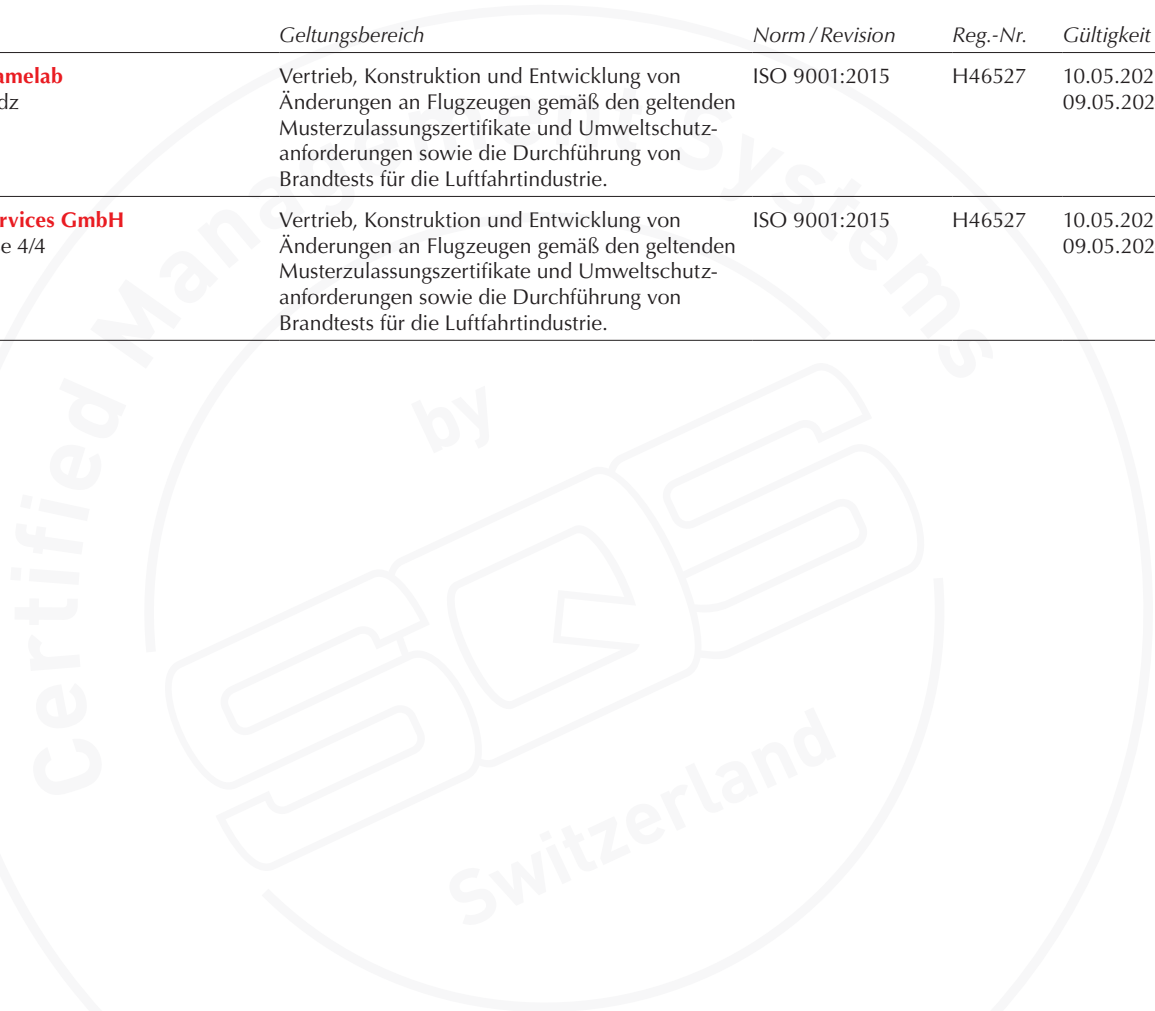 Geltungsbereich Norm / Revision Reg.-Nr. Gültigkeit
amelab Vertrieb, Konstruktion und Entwicklung von ISO 9001:2015 H46527 10.05.202
dz Änderungen an Flugzeugen gemäß den geltenden 09.05.202
Musterzulassungszertifikate und Umweltschutz-
anforderungen sowie die Durchführung von
Brandtests für die Luftfahrtindustrie.
rvices GmbH Vertrieb, Konstruktion und Entwicklung von ISO 9001:2015 H46527 10.05.202
e 4/4 Änderungen an Flugzeugen gemäß den geltenden 09.05.202
Musterzulassungszertifikate und Umweltschutz-
anforderungen sowie die Durchführung von
Brandtests für die Luftfahrtindustrie.
Certified Management Systems
by
SQS
Switzerland